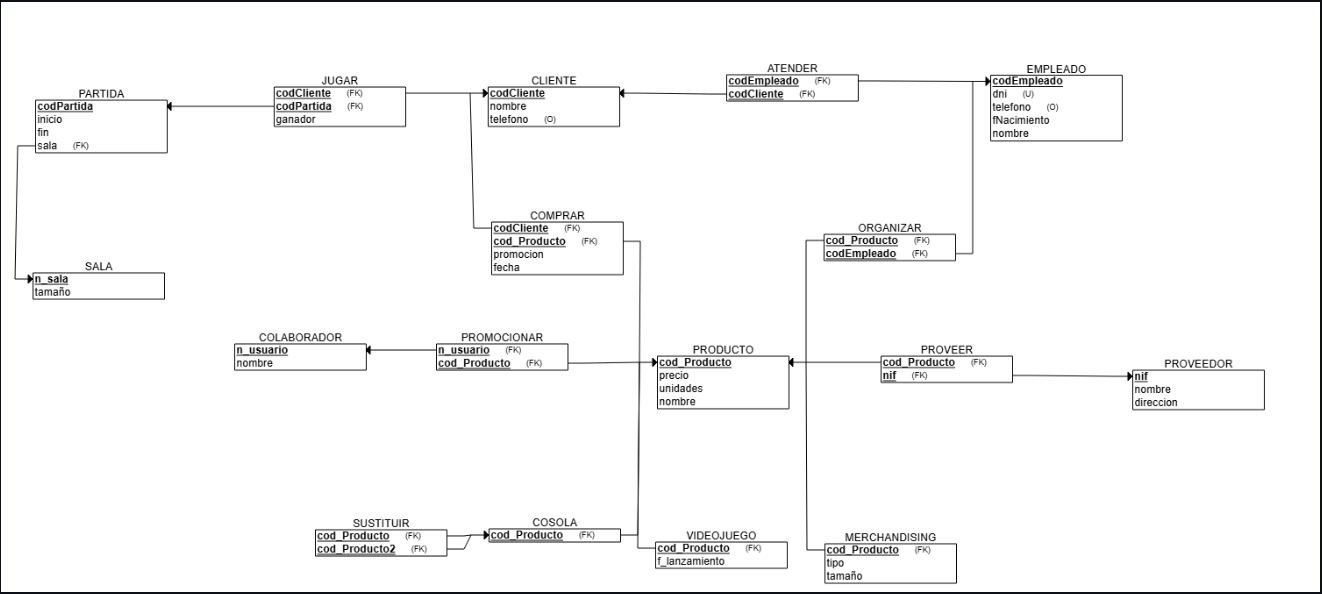 JUGAR
codCliente (FK)
codPartida (FK)
ganador
CLIENTE
codCliente
nombre
telefono (O)
ATENDER
codEmpleado (FK)
codCliente (FK)
EMPLEADO
codEmpleado
dni (U)
telefono (O)
fNacimiento
nombre
PARTIDA
codPartida
inicio
fin
sala (FK)
COMPRAR
codCliente (FK)
cod_Producto (FK)
promocion
fecha
ORGANIZAR
cod_Producto (FK)
codEmpleado (FK)
SALA
n_sala
tamaño
COLABORADOR
n_usuario
nombre
PROMOCIONAR
n_usuario (FK)
cod_Producto (FK)
PRODUCTO
cod_Producto
precio
unidades
nombre
PROVEER
cod_Producto (FK)
nif (FK)
PROVEEDOR
nif
nombre
direccion
SUSTITUIR
cod_Producto (FK)
cod_Producto2 (FK)
COSOLA
cod_Producto (FK)
VIDEOJUEGO
cod_Producto (FK)
f_lanzamiento
MERCHANDISING
cod_Producto (FK)
tipo
tamaño